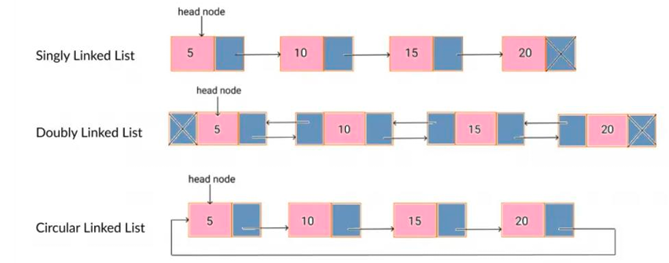 head node
Singly Linked List
5 10 15 20
head node
Doubly Linked List
5 10 15 20
head node
Circular Linked List
5 10 15 20